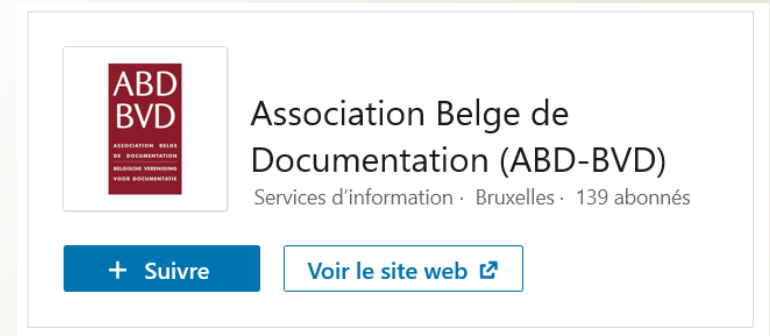 ABD
BVD
ASSOCIATION BELGE
DE DOCUMENTATION
BELGISCHE VERENIGING
VOOR DOCUMENTATIE
Association Belge de
Documentation (ABD-BVD)
Services d’information · Bruxelles · 139 abonnés
+ Suivre
Voir le site web